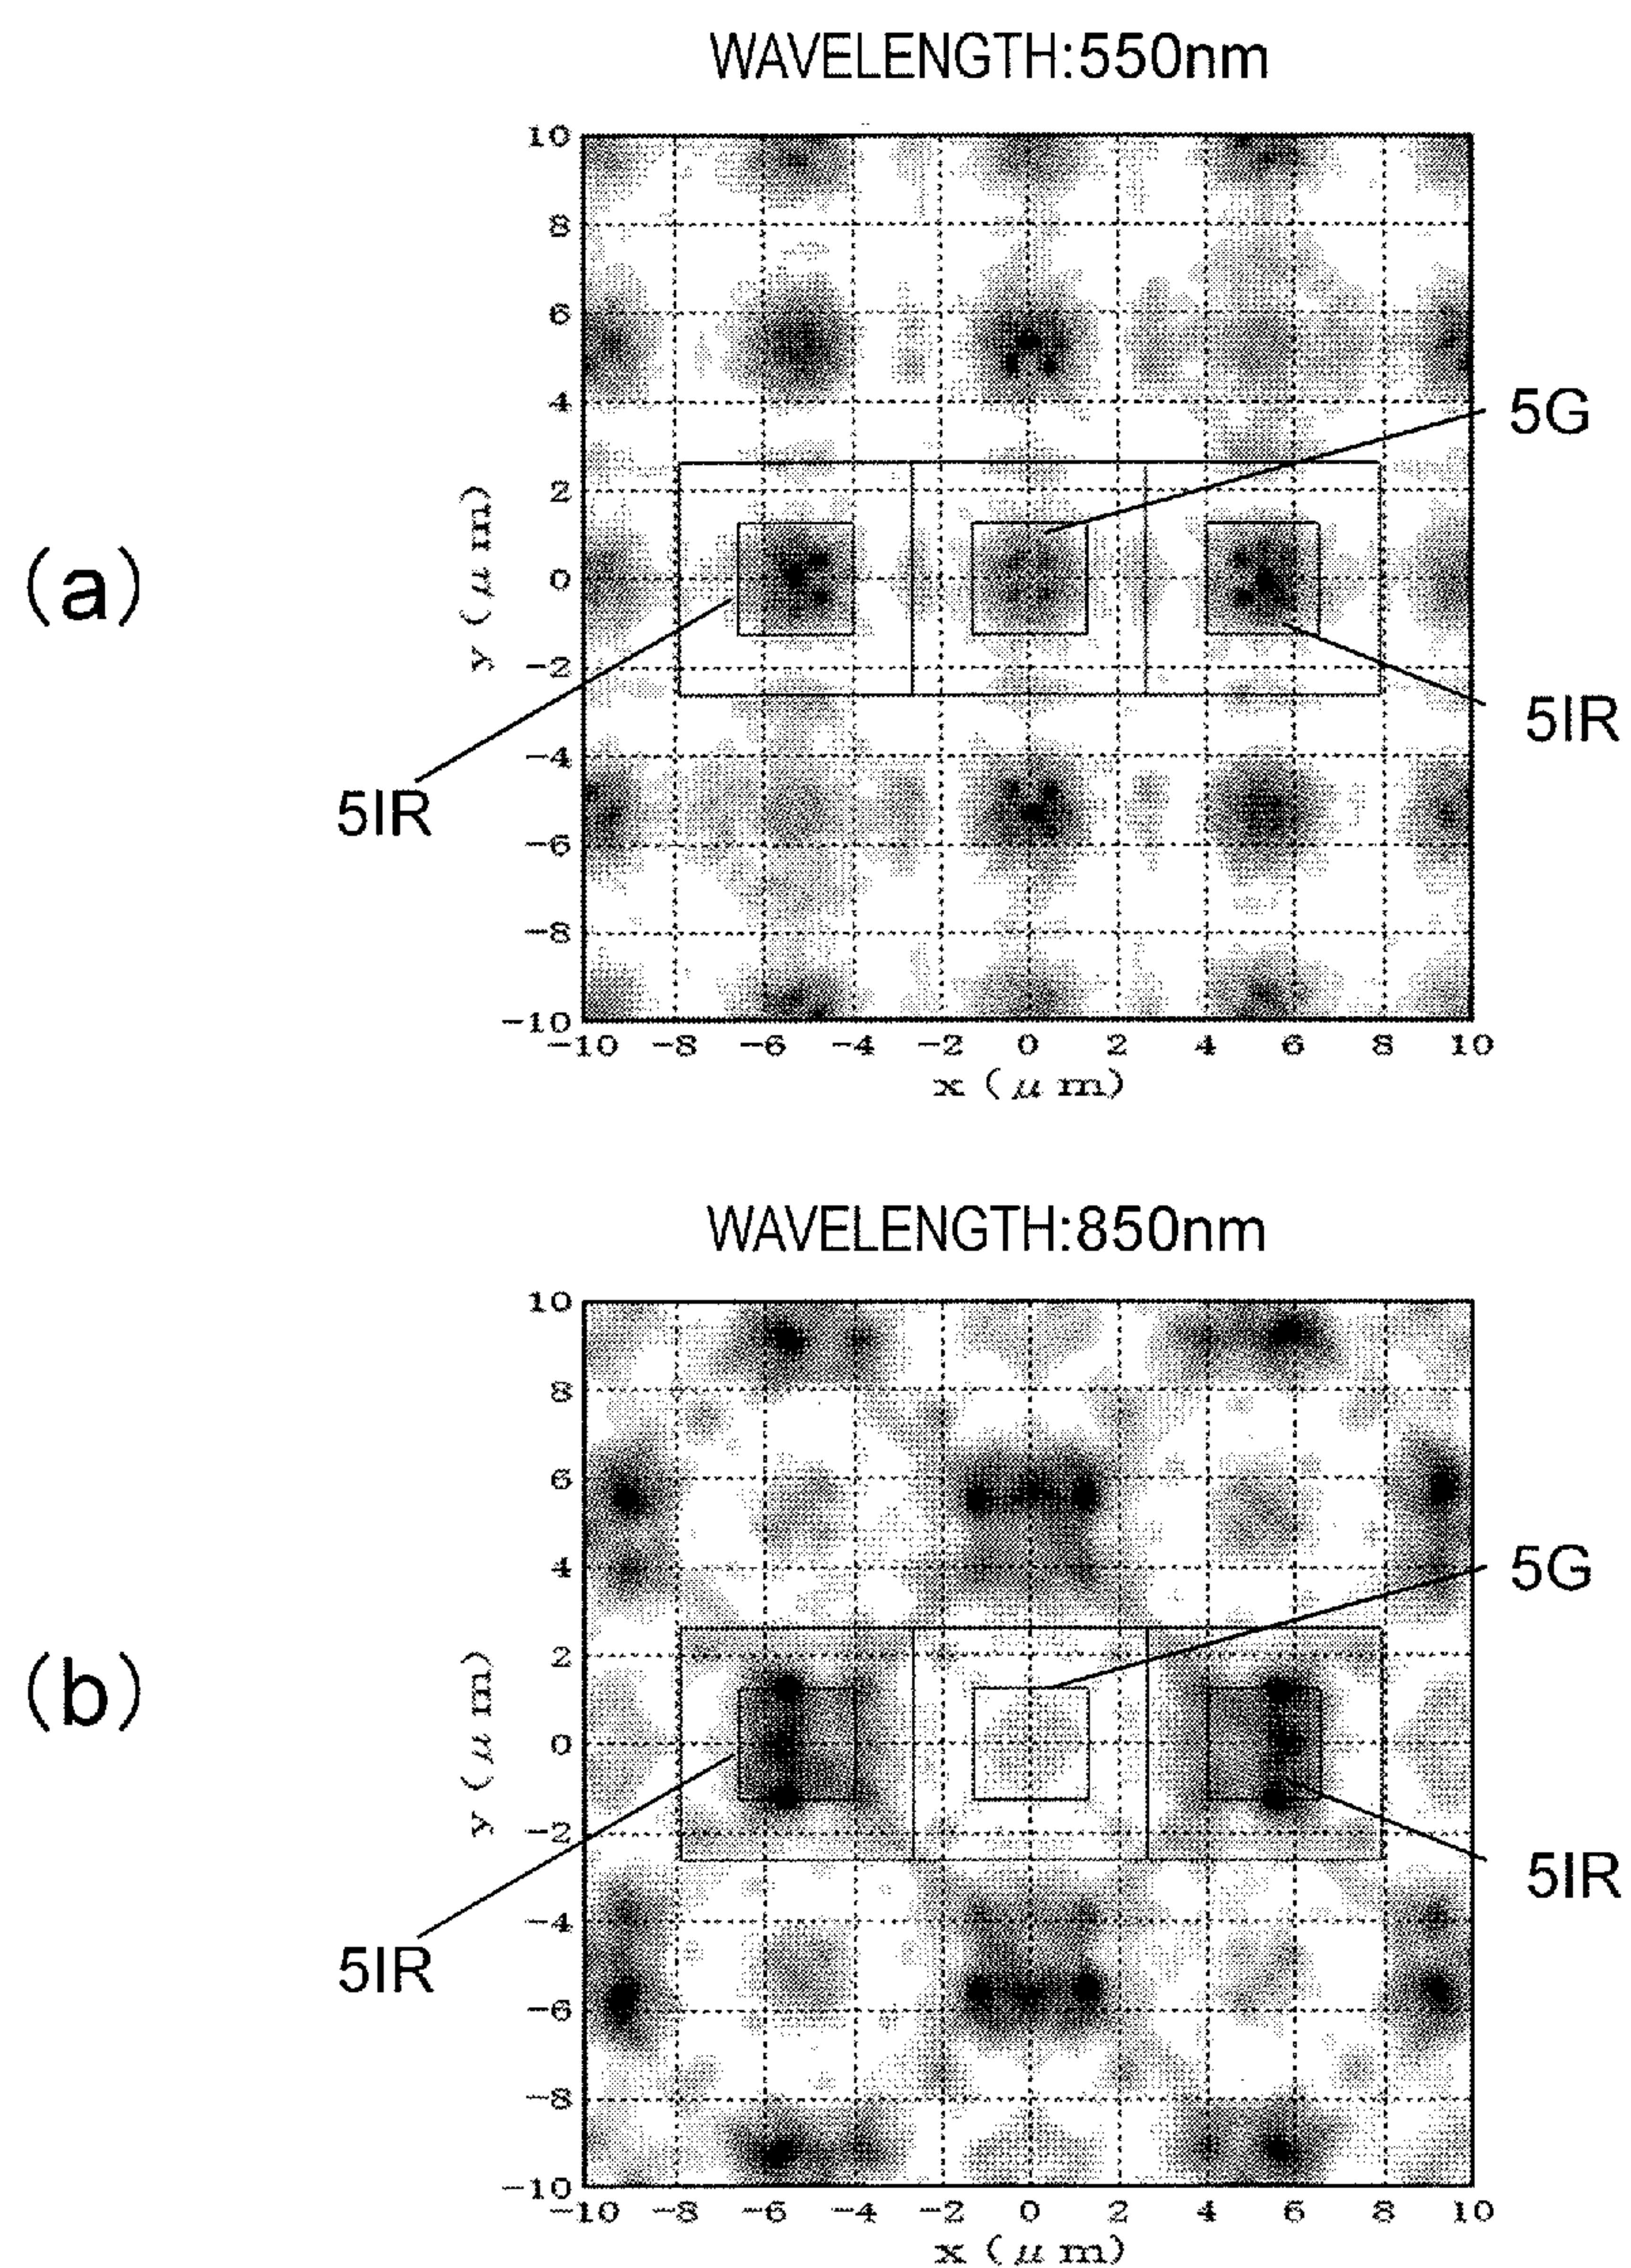 WAVELENGTH:550nm
10
8
6
4
2
0
−2
−4
−6
−8
−10
y (μm)
(a)
5G
5IR
5IR
−10 −8 −6 −4 −2 0 2 4 6 8 10
x (μm)
WAVELENGTH:850nm
10
8
6
4
2
0
−2
−4
−6
−8
−10
y (μm)
(b)
5G
5IR
5IR
−10 −8 −6 −4 −2 0 2 4 6 8 10
x (μm)